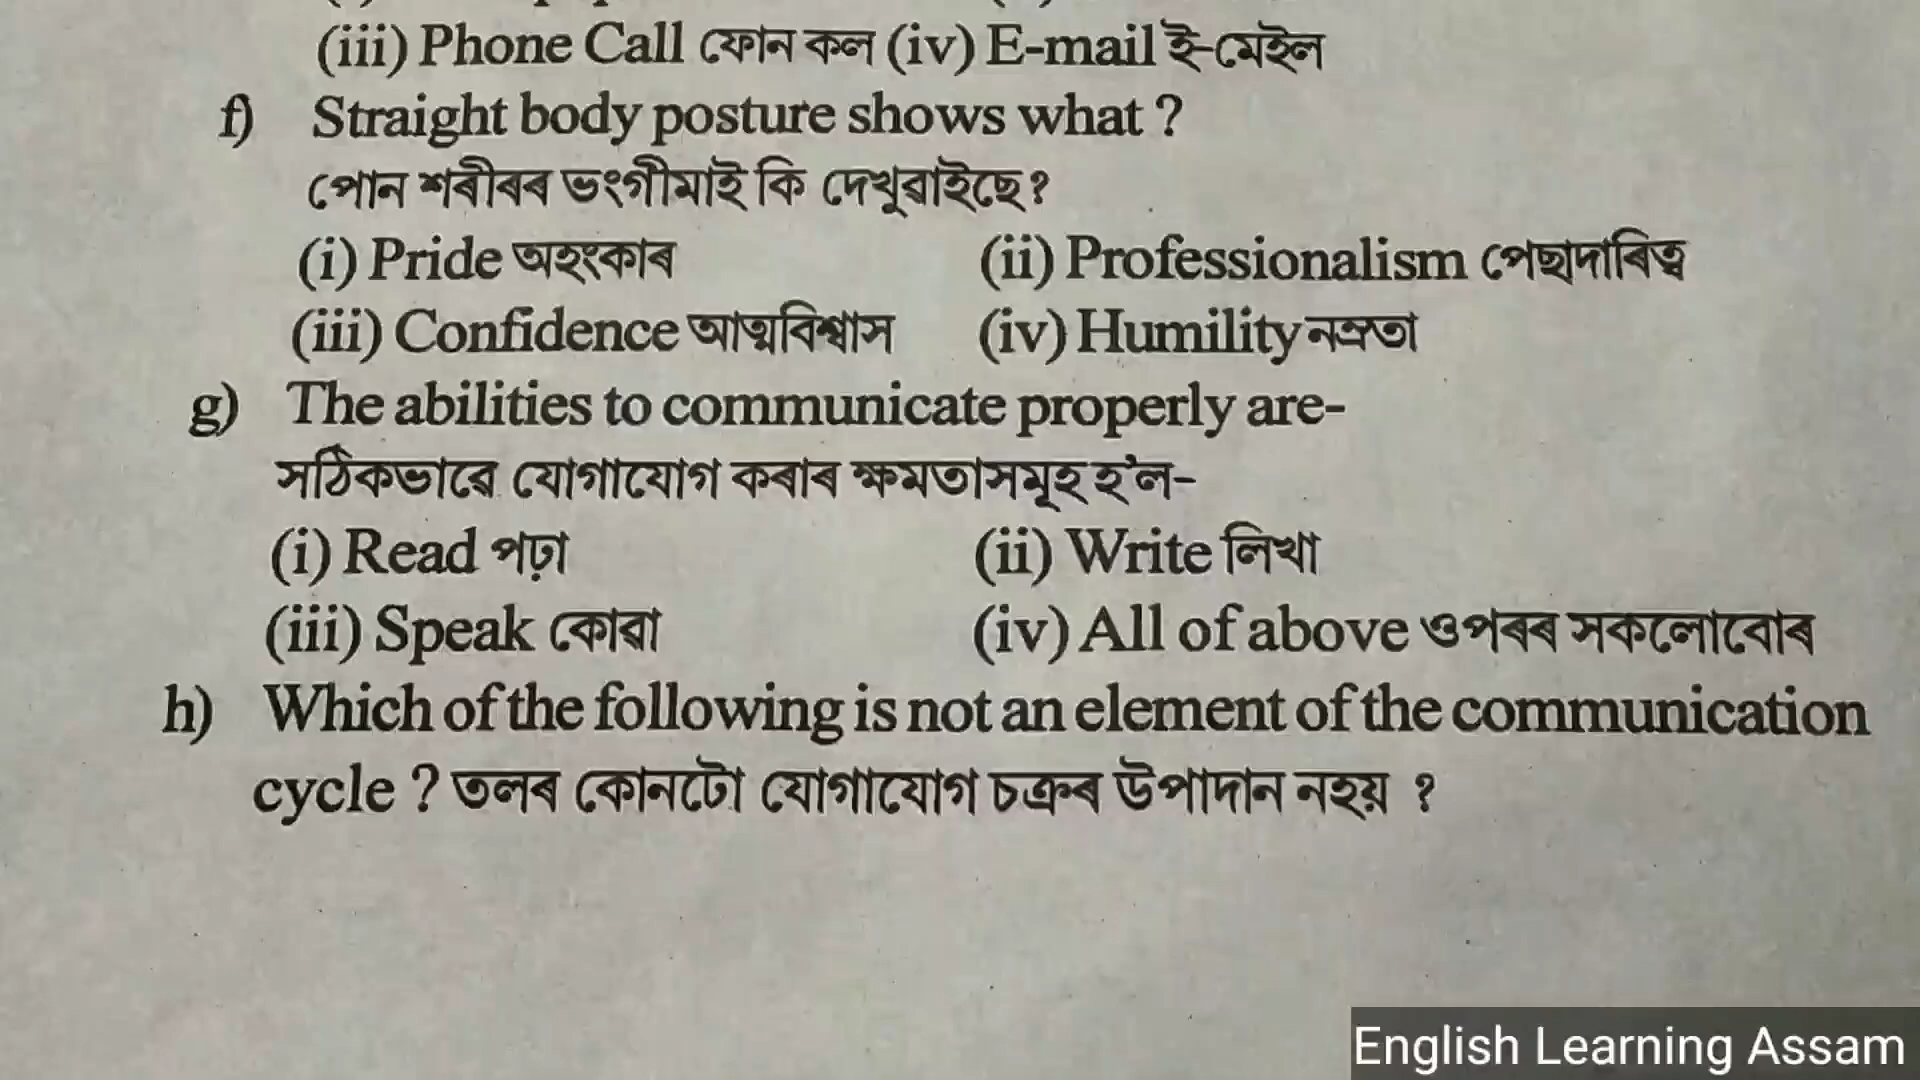 (iii) Phone Call ফোন কল (iv) E-mail ই-মেইল
f) Straight body posture shows what ?
পোন শৰীৰৰ ভংগীমাই কি দেখুৱাইছে?
(i) Pride অহংকাৰ (ii) Professionalism পেছাদাৰিত্ব
(iii) Confidence আত্মবিশ্বাস (iv) Humility নম্ৰতা
g) The abilities to communicate properly are-
সঠিকভাৱে যোগাযোগ কৰাৰ ক্ষমতাসমূহ হ'ল-
(i) Read পঢ়া (ii) Write লিখা
(iii) Speak কোৱা (iv) All of above ওপৰৰ সকলোবোৰ
h) Which of the following is not an element of the communication
cycle ? তলৰ কোনটো যোগাযোগ চক্ৰৰ উপাদান নহয় ?
English Learning Assam